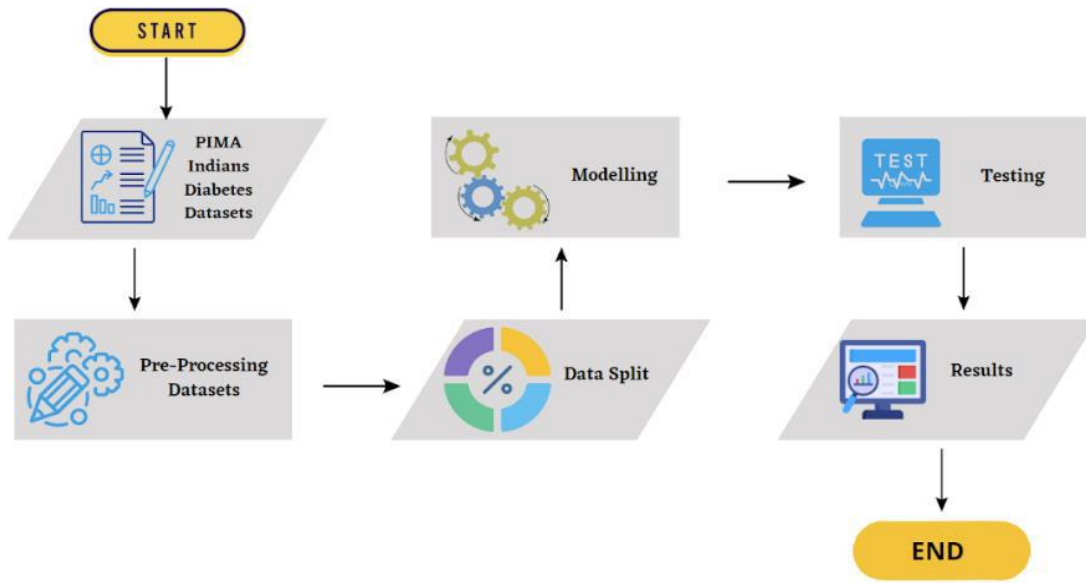 START
PIMA
Indians
Diabetes
Datasets
Pre-Processing
Datasets
Data Split
Modelling
TEST
Testing
Results
END